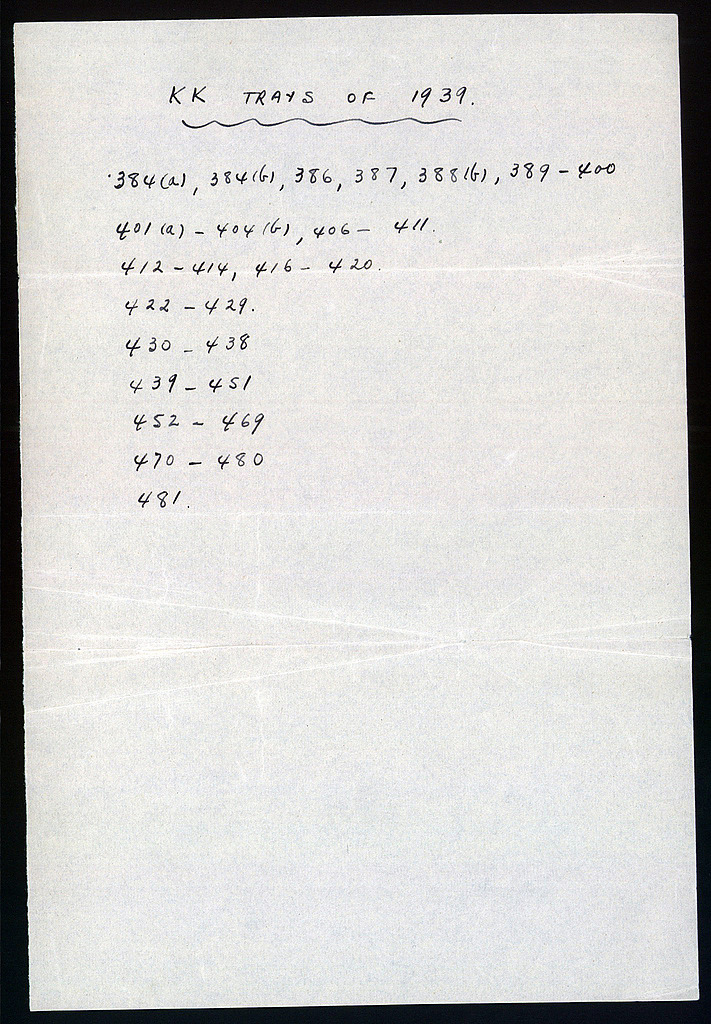 KK TRAYS OF 1939.
384(a), 384(b), 386, 387, 388(b), 389 - 400
401(a) - 404(b), 406 - 411.
412 - 414, 416 - 420.
422 - 429.
430 - 438
439 - 451
452 - 469
470 - 480
481.